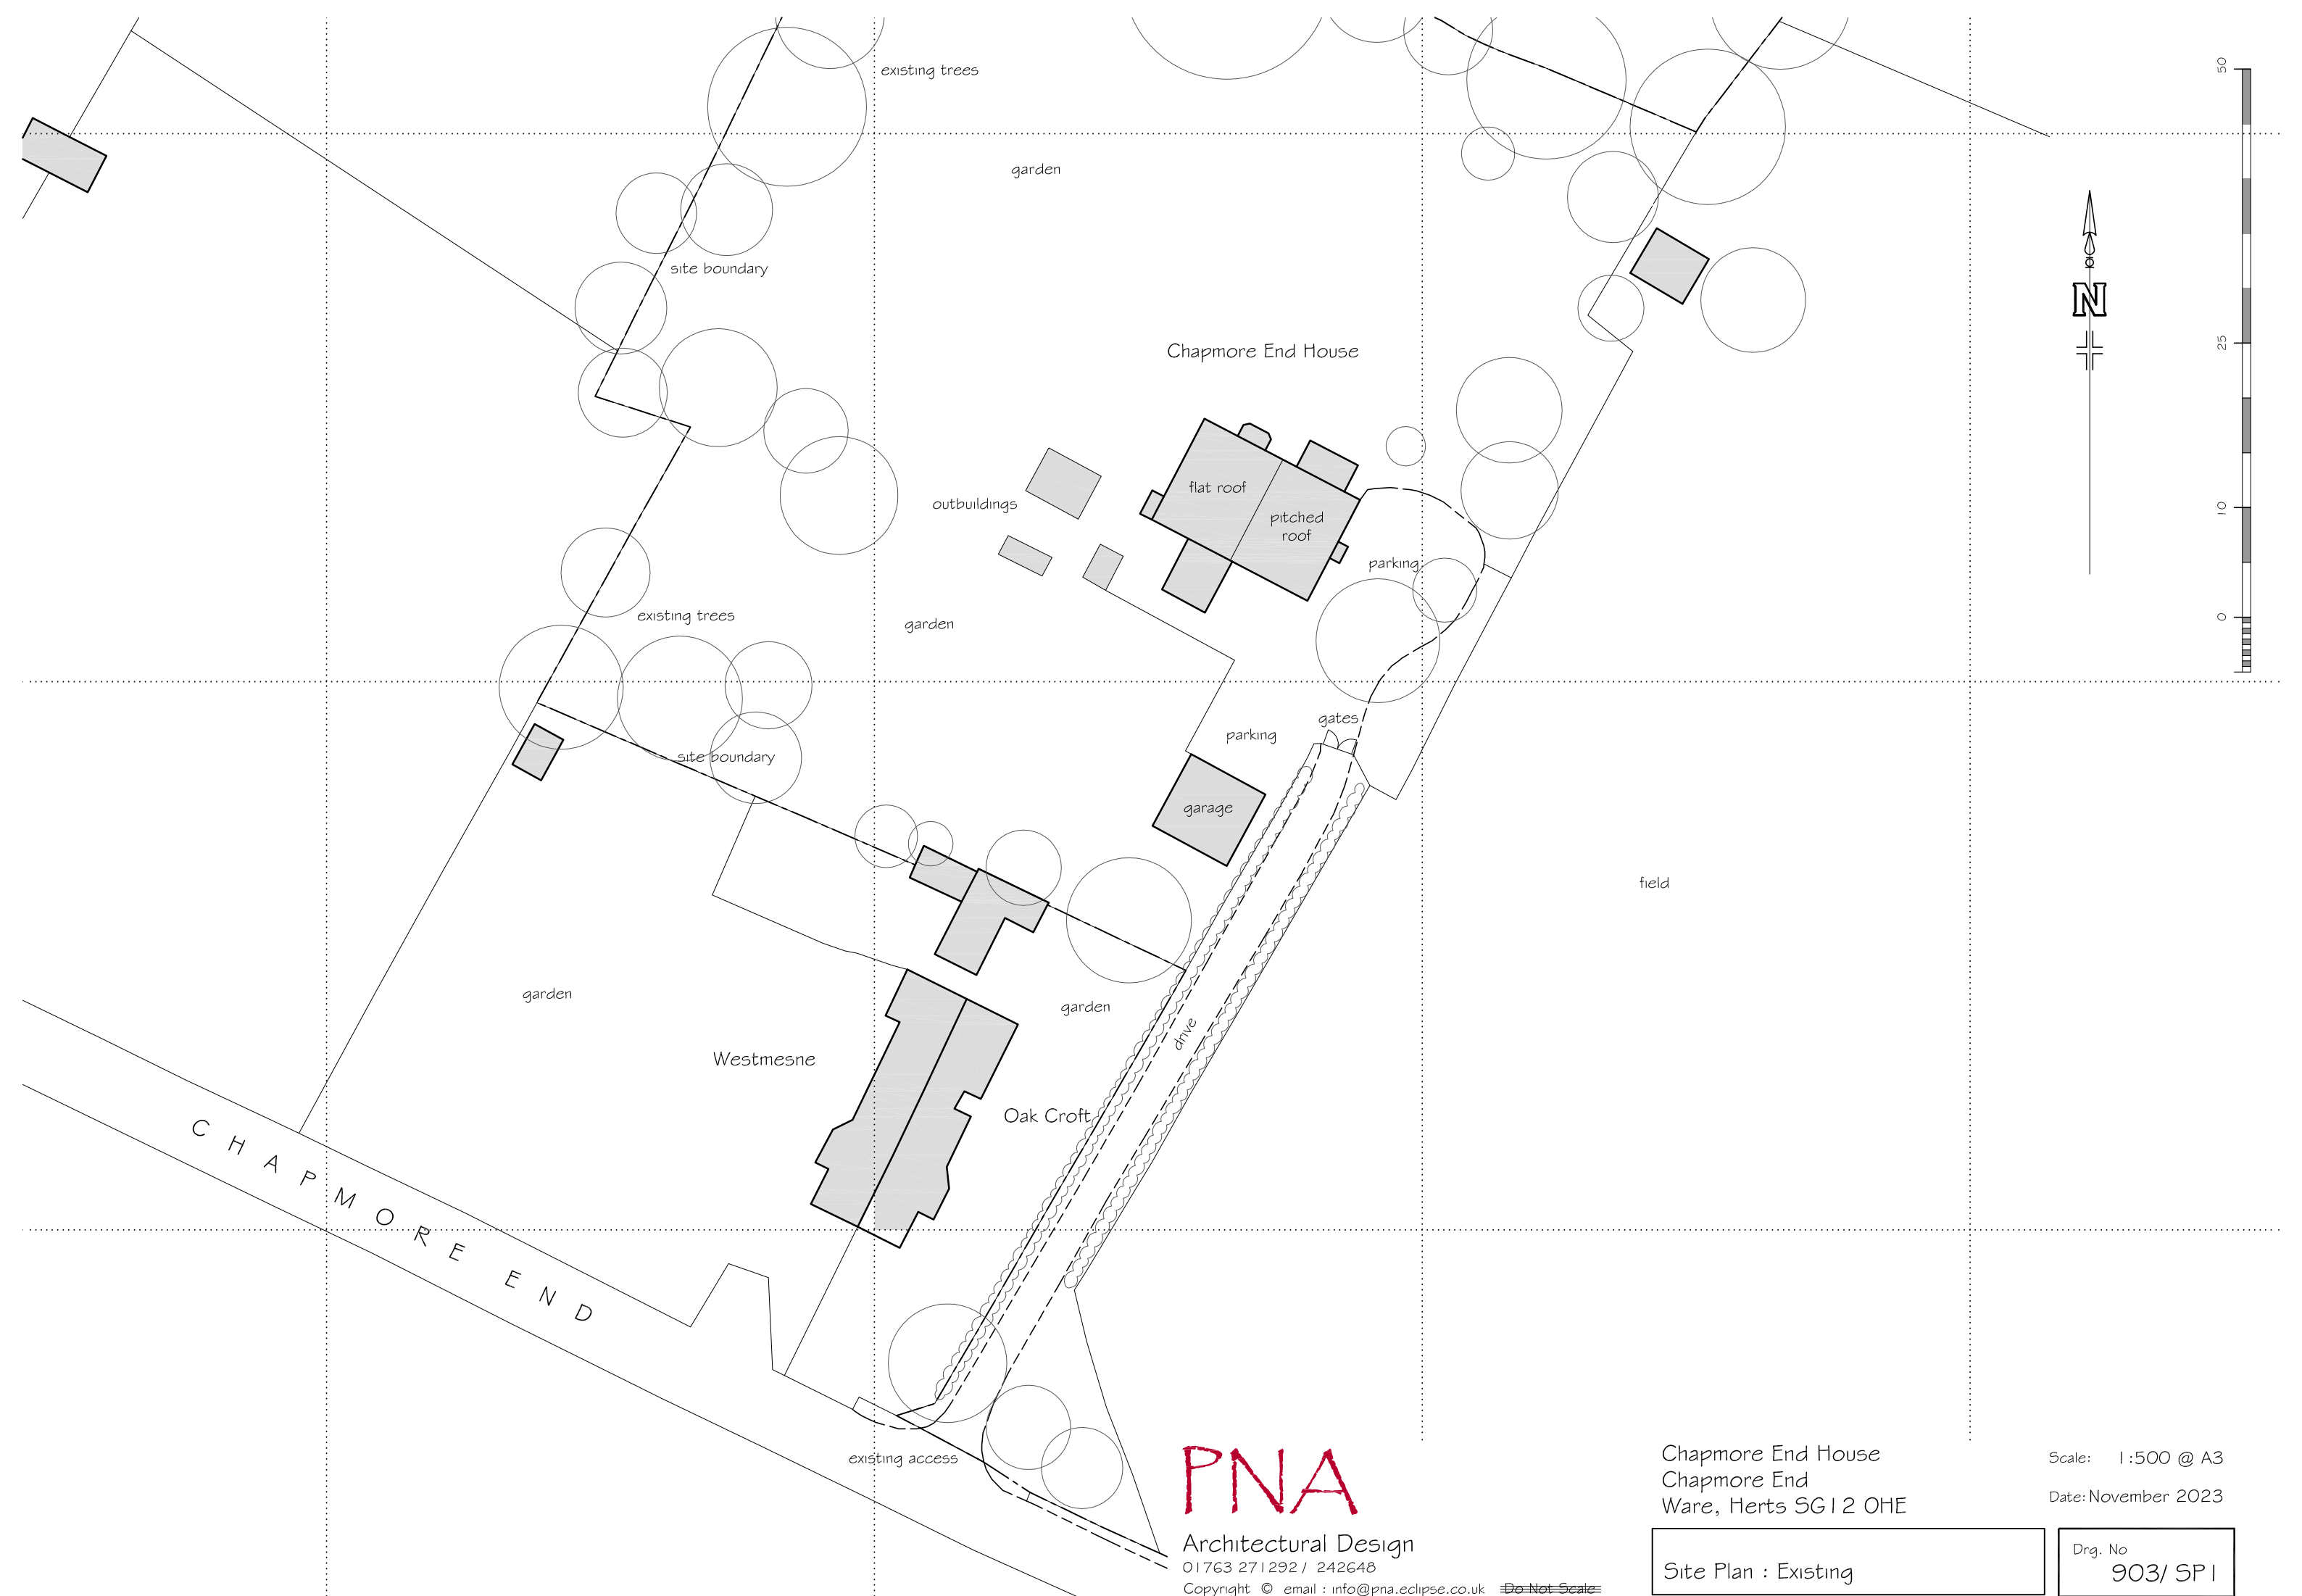 existing trees
garden
site boundary
Chapmore End House
50
N
25
10
0
outbuildings
flat roof
pitched
roof
parking
existing trees
garden
gates
parking
site boundary
garage
field
garden
garden
drive
Westmesne
Oak Croft
CHAPMORE END
existing access
PNA
Architectural Design
01763 271292 / 242648
Copyright © email : info@pna.eclipse.co.uk Do Not Scale
Chapmore End House
Chapmore End
Ware, Herts SG12 0HE
Scale: 1:500 @ A3
Date: November 2023
Site Plan : Existing
Drg. No
903/ SP1